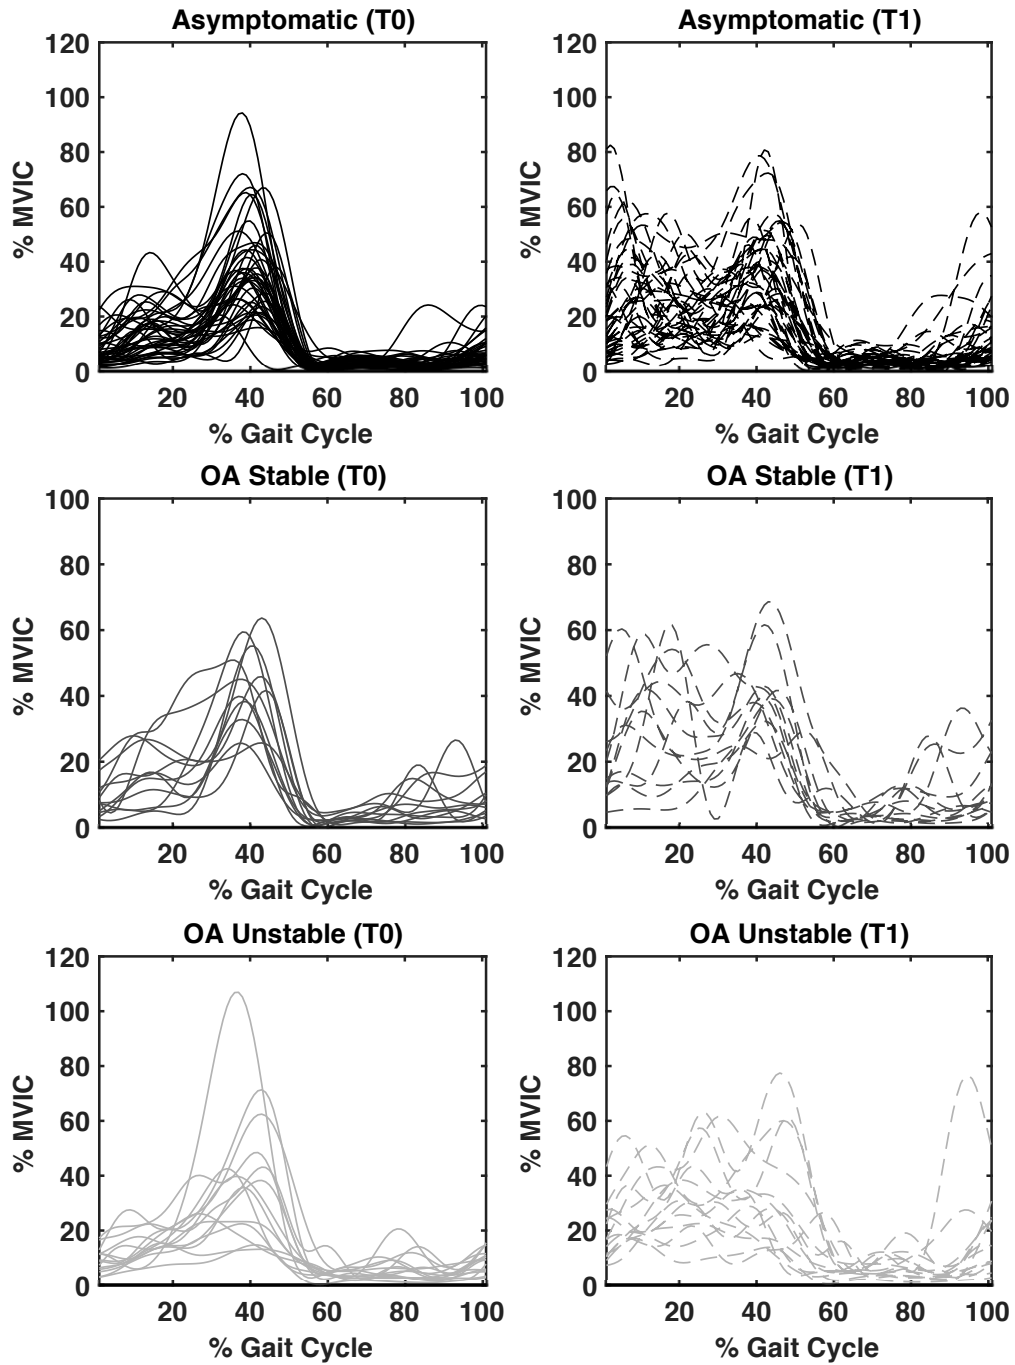 Asymptomatic (T0) Asymptomatic (T1)
120 120
100 100
80 80
60 60
40 40
20 20
0 0
% MVIC % MVIC
20 40 60 80 100 20 40 60 80 100
% Gait Cycle % Gait Cycle
OA Stable (T0) OA Stable (T1)
100 100
80 80
60 60
40 40
20 20
0 0
% MVIC % MVIC
20 40 60 80 100 20 40 60 80 100
% Gait Cycle % Gait Cycle
OA Unstable (T0) OA Unstable (T1)
120 120
100 100
80 80
60 60
40 40
20 20
0 0
% MVIC % MVIC
20 40 60 80 100 20 40 60 80 100
% Gait Cycle % Gait Cycle